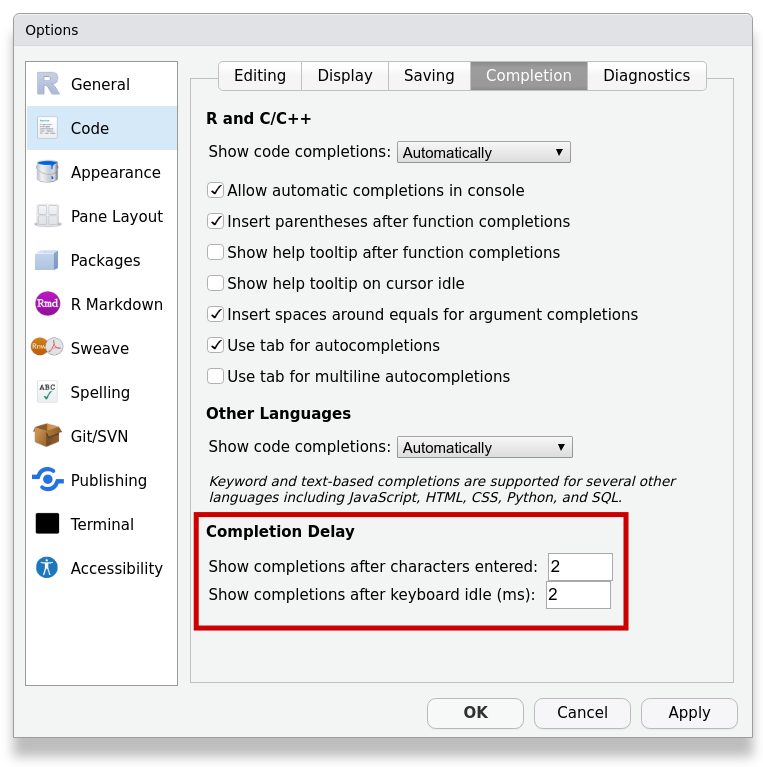 Options
General
Code
Appearance
Pane Layout
Packages
Rmd R Markdown
Sweave
ABC Spelling
Git/SVN
Publishing
Terminal
Accessibility
Editing Display Saving Completion Diagnostics
R and C/C++
Show code completions: Automatically
Allow automatic completions in console
Insert parentheses after function completions
Show help tooltip after function completions
Show help tooltip on cursor idle
Insert spaces around equals for argument completions
Use tab for autocompletions
Use tab for multiline autocompletions
Other Languages
Show code completions: Automatically
Keyword and text-based completions are supported for several other
languages including JavaScript, HTML, CSS, Python, and SQL.
Completion Delay
Show completions after characters entered: 2
Show completions after keyboard idle (ms): 2
OK Cancel Apply